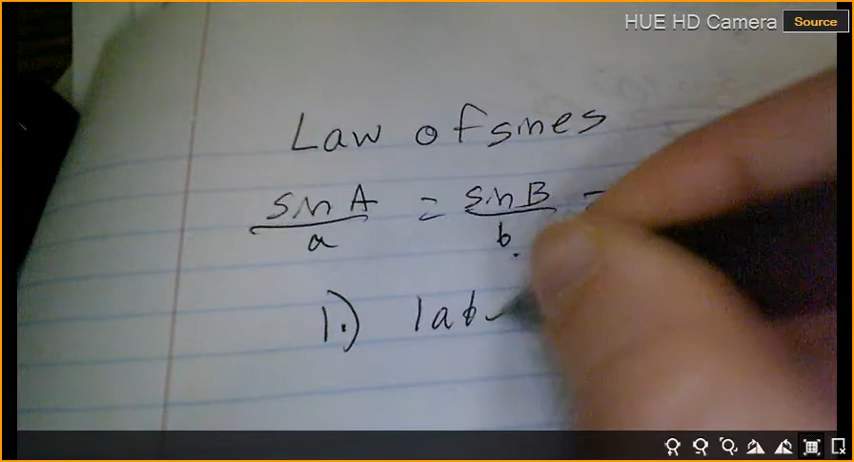 HUE HD Camera Source
Law of sines
sin A / a = sin B / b =
1.) lab